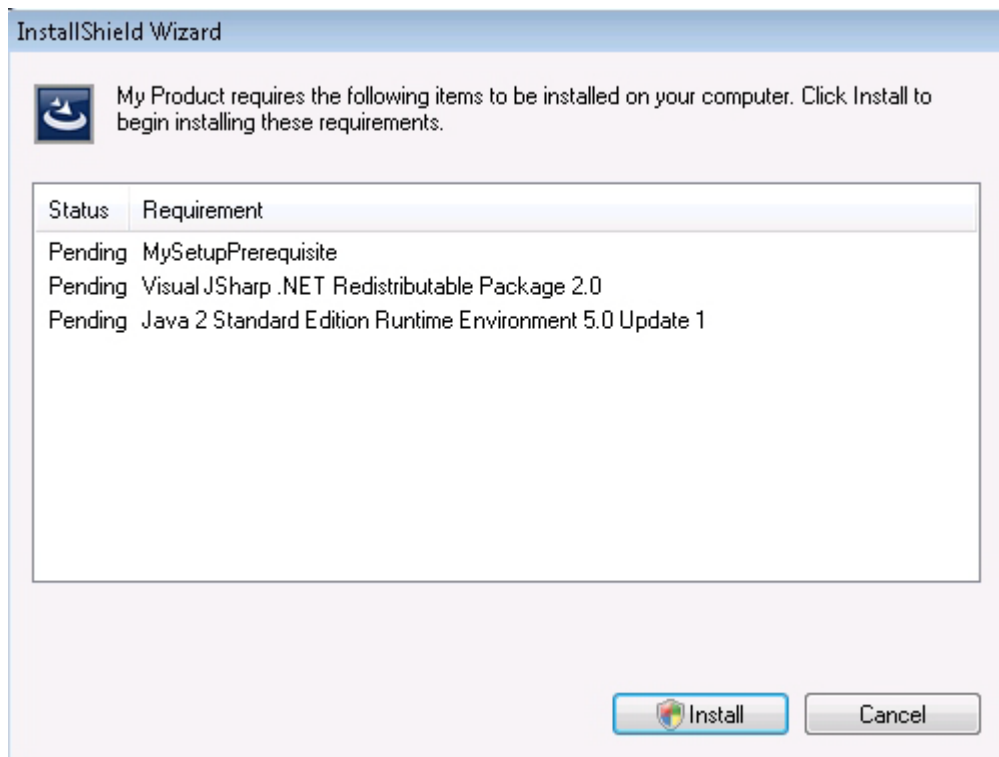 InstallShield Wizard
My Product requires the following items to be installed on your computer. Click Install to
begin installing these requirements.
Status Requirement
Pending MySetupPrerequisite
Pending Visual JSharp .NET Redistributable Package 2.0
Pending Java 2 Standard Edition Runtime Environment 5.0 Update 1
Install Cancel